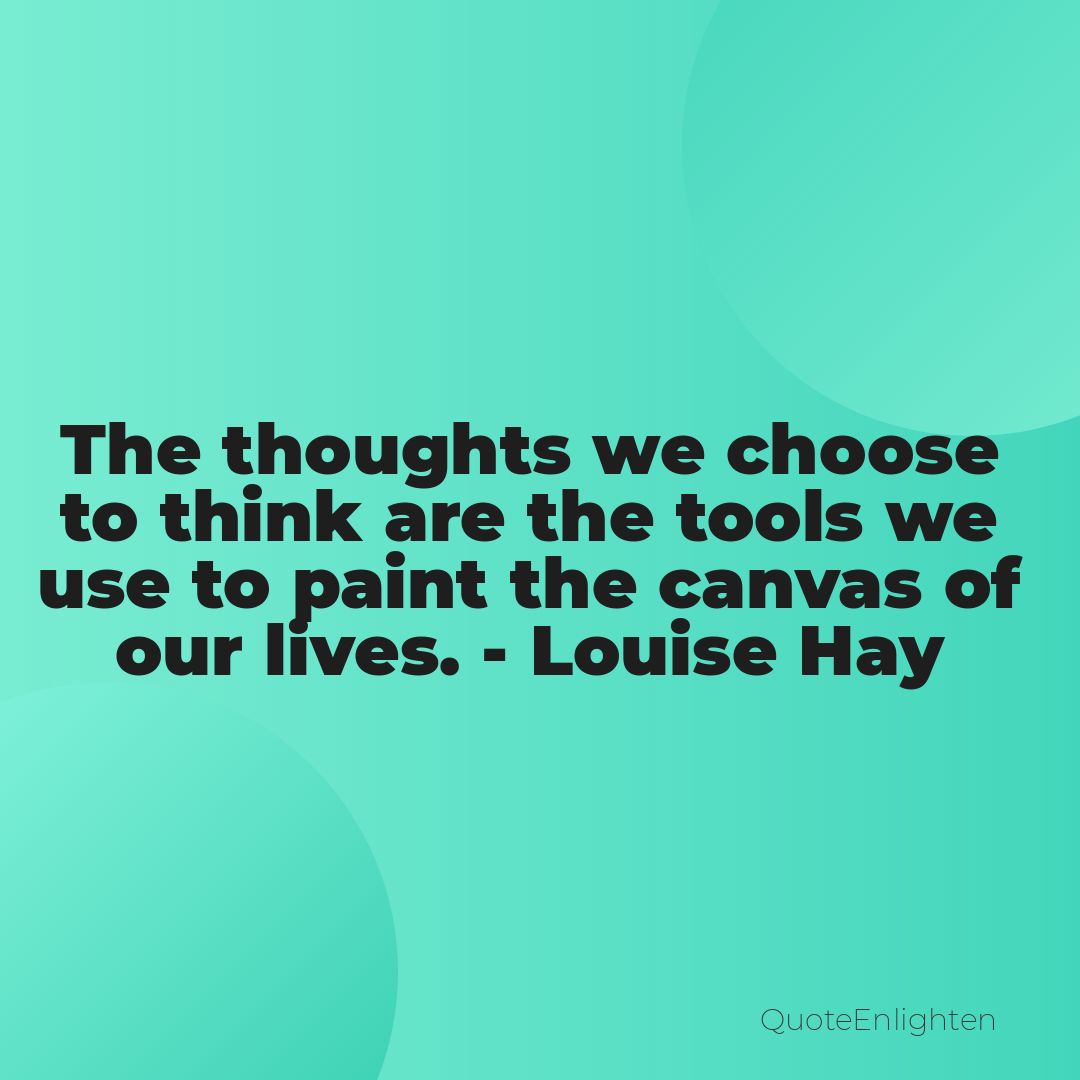 The thoughts we choose
to think are the tools we
use to paint the canvas of
our lives. - Louise Hay
QuoteEnlighten